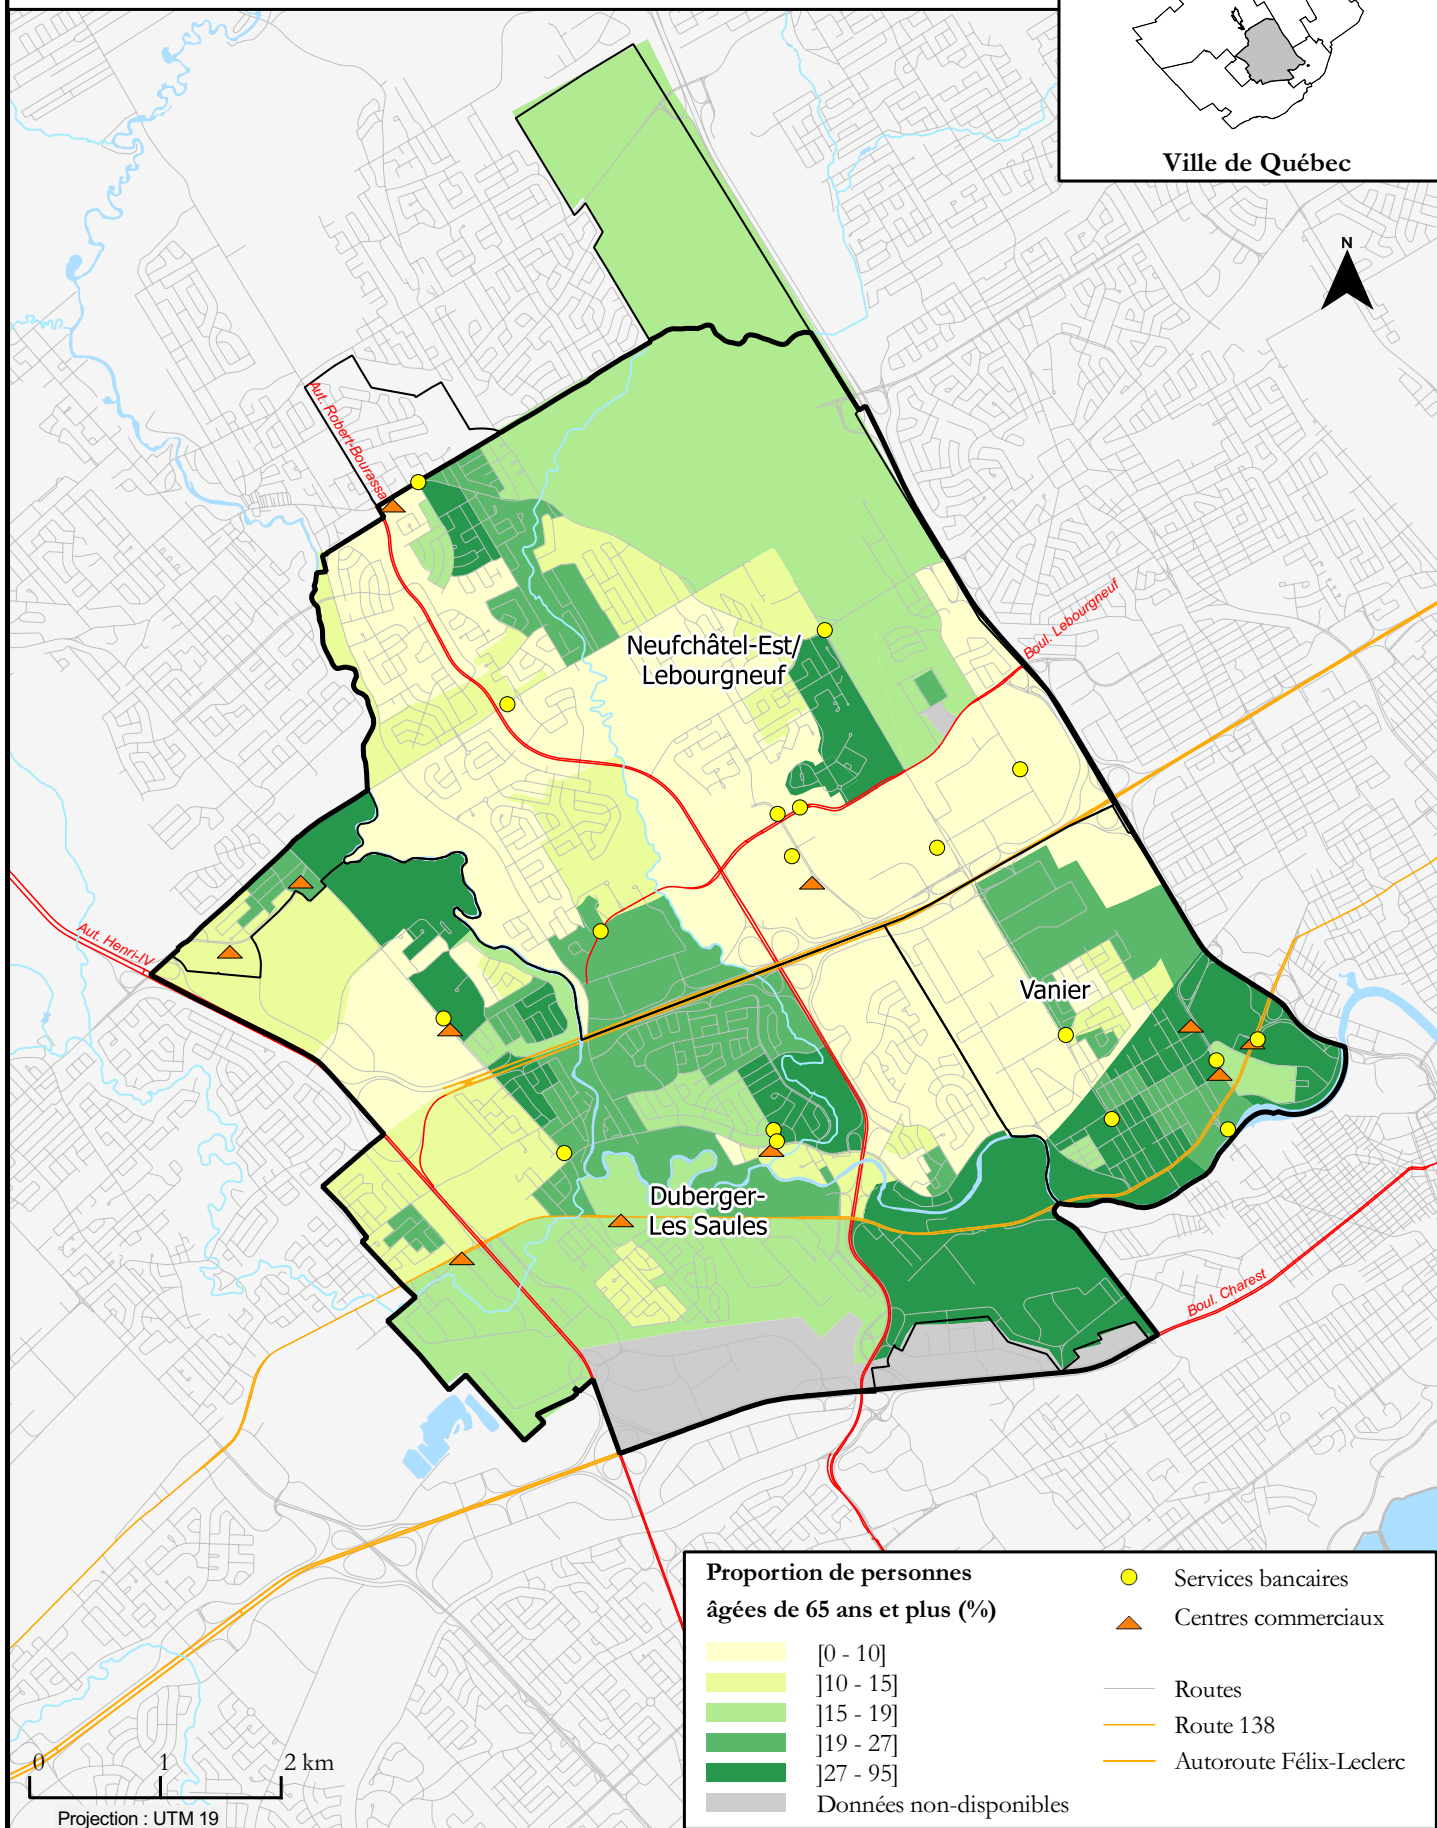 Ville de Québec
N
Aut. Robert-Bourassa
Boul. Lebourgneuf
Neufchâtel-Est/
Lebourgneuf
Aut. Henri-IV
Vanier
Duberger-
Les Saules
Boul. Charest
Proportion de personnes
âgées de 65 ans et plus (%)
[0 - 10]
]10 - 15]
]15 - 19]
]19 - 27]
]27 - 95]
Données non-disponibles
Services bancaires
Centres commerciaux
Routes
Route 138
Autoroute Félix-Leclerc
0 1 2 km
Projection : UTM 19